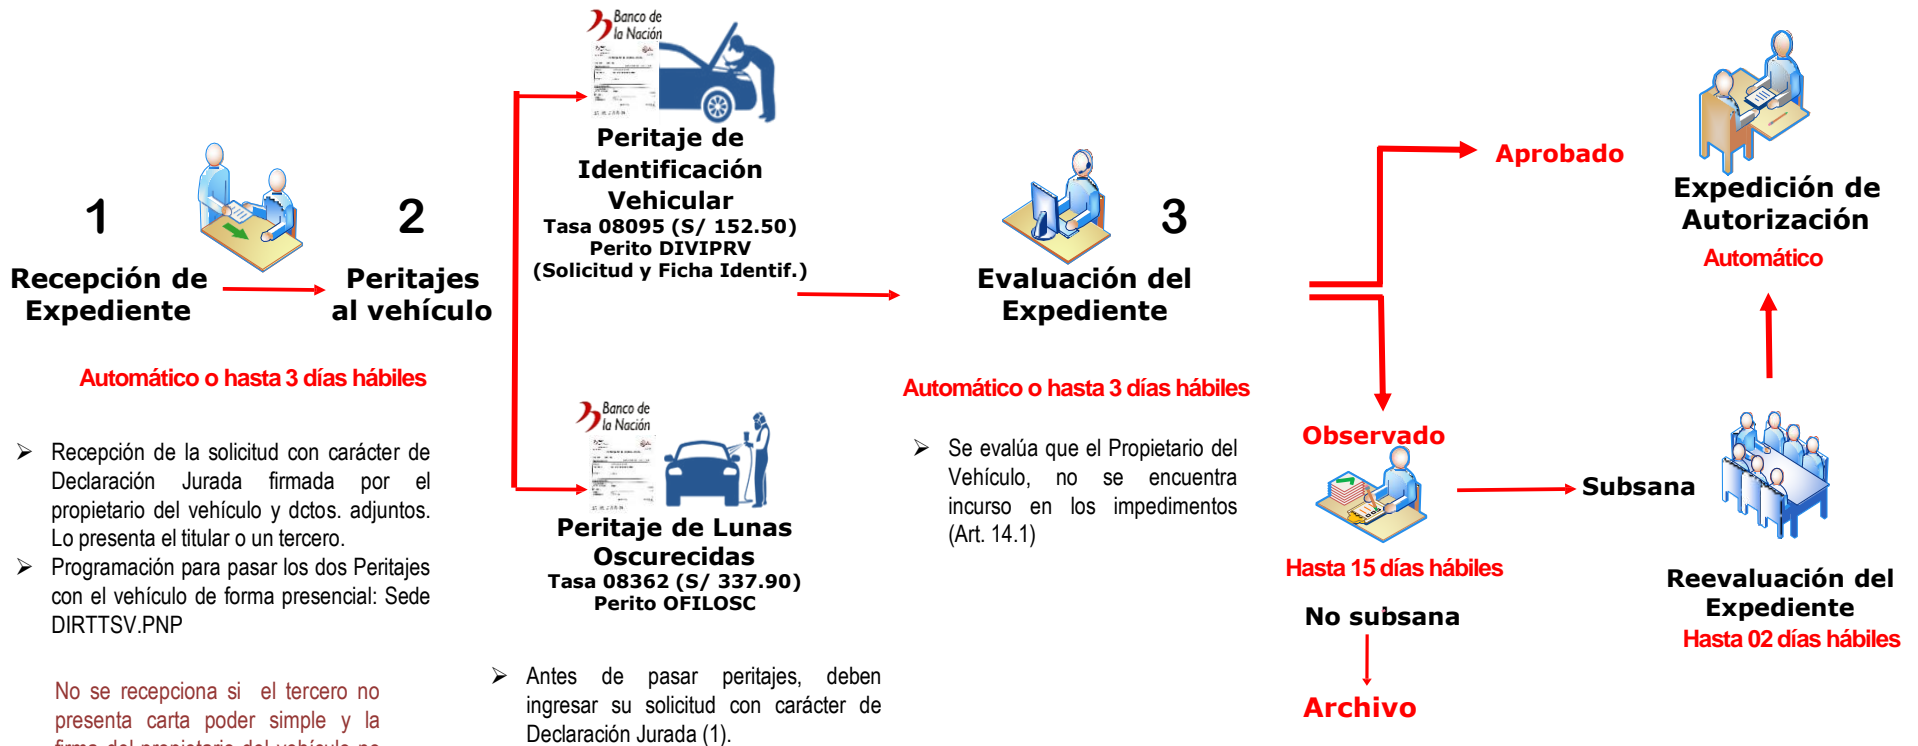 1
Recepción de
Expediente
2
Peritajes
al vehículo
Automático o hasta 3 días hábiles
➢ Recepción de la solicitud con carácter de
Declaración Jurada firmada por el
propietario del vehículo y dctos. adjuntos.
Lo presenta el titular o un tercero.
➢ Programación para pasar los dos Peritajes
con el vehículo de forma presencial: Sede
DIRTTSV.PNP
No se recepciona si el tercero no
presenta carta poder simple y la
firma del propietario del vehículo no
Banco de
la Nación
Peritaje de
Identificación
Vehicular
Tasa 08095 (S/ 152.50)
Perito DIVIPRV
(Solicitud y Ficha Identif.)
Banco de
la Nación
Peritaje de Lunas
Oscurecidas
Tasa 08362 (S/ 337.90)
Perito OFILOSC
➢ Antes de pasar peritajes, deben
ingresar su solicitud con carácter de
Declaración Jurada (1).
3
Evaluación del
Expediente
Automático o hasta 3 días hábiles
➢ Se evalúa que el Propietario del
Vehículo, no se encuentra
incurso en los impedimentos
(Art. 14.1)
Aprobado
Expedición de
Autorización
Automático
Observado
Hasta 15 días hábiles
No subsana
Archivo
Subsana
Reevaluación del
Expediente
Hasta 02 días hábiles